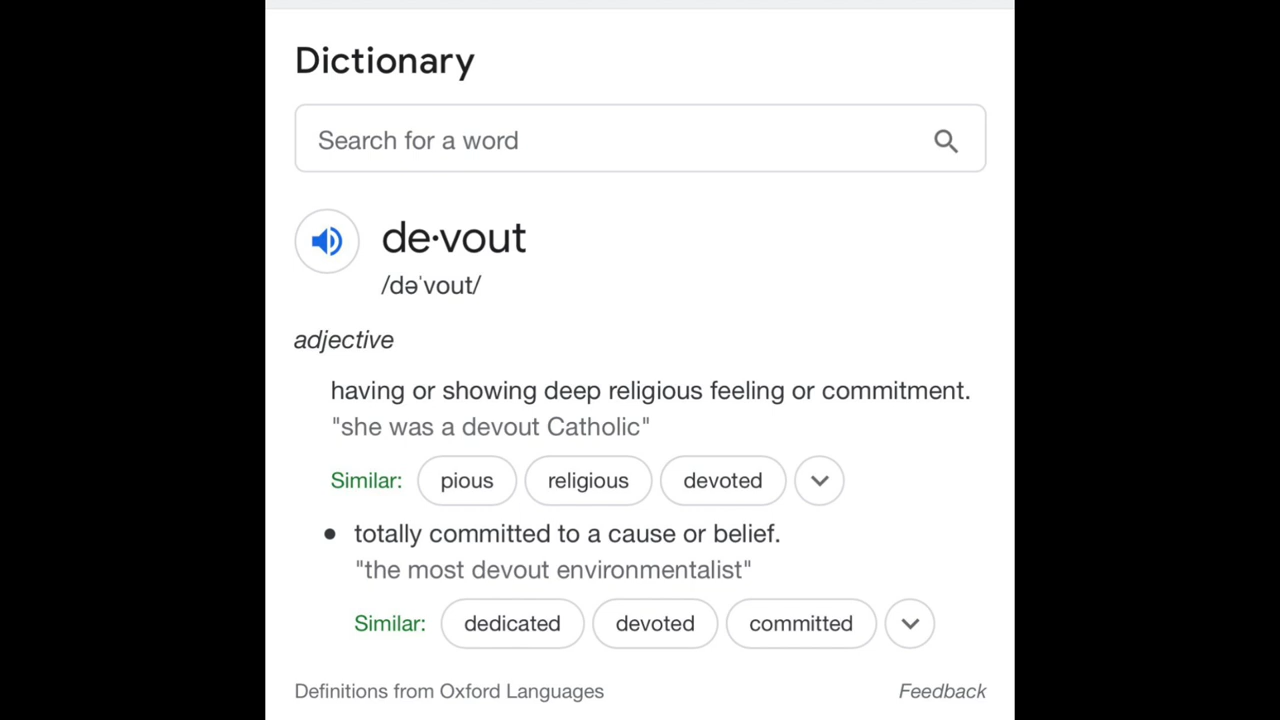 Dictionary
Search for a word
de·vout
/dəˈvout/
adjective
having or showing deep religious feeling or commitment.
"she was a devout Catholic"
Similar: pious religious devoted
● totally committed to a cause or belief.
"the most devout environmentalist"
Similar: dedicated devoted committed
Definitions from Oxford Languages Feedback